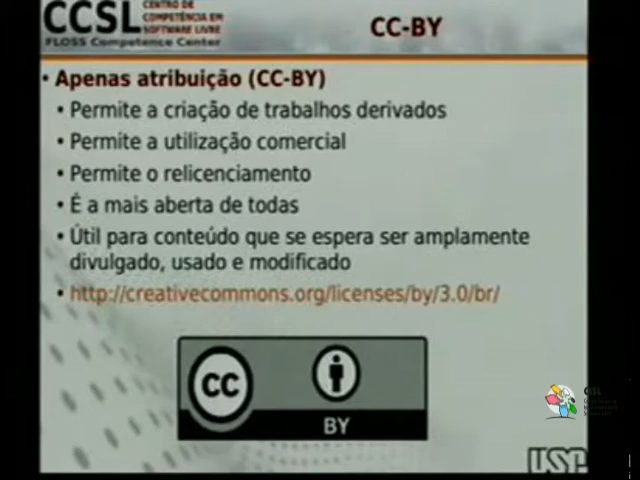 CCSL CENTRO DE
COMPETÊNCIA EM
SOFTWARE LIVRE
FLOSS Competence Center
CC-BY
• Apenas atribuição (CC-BY)
• Permite a criação de trabalhos derivados
• Permite a utilização comercial
• Permite o relicenciamento
• É a mais aberta de todas
• Útil para conteúdo que se espera ser amplamente
divulgado, usado e modificado
• http://creativecommons.org/licenses/by/3.0/br/
CC
BY
USP